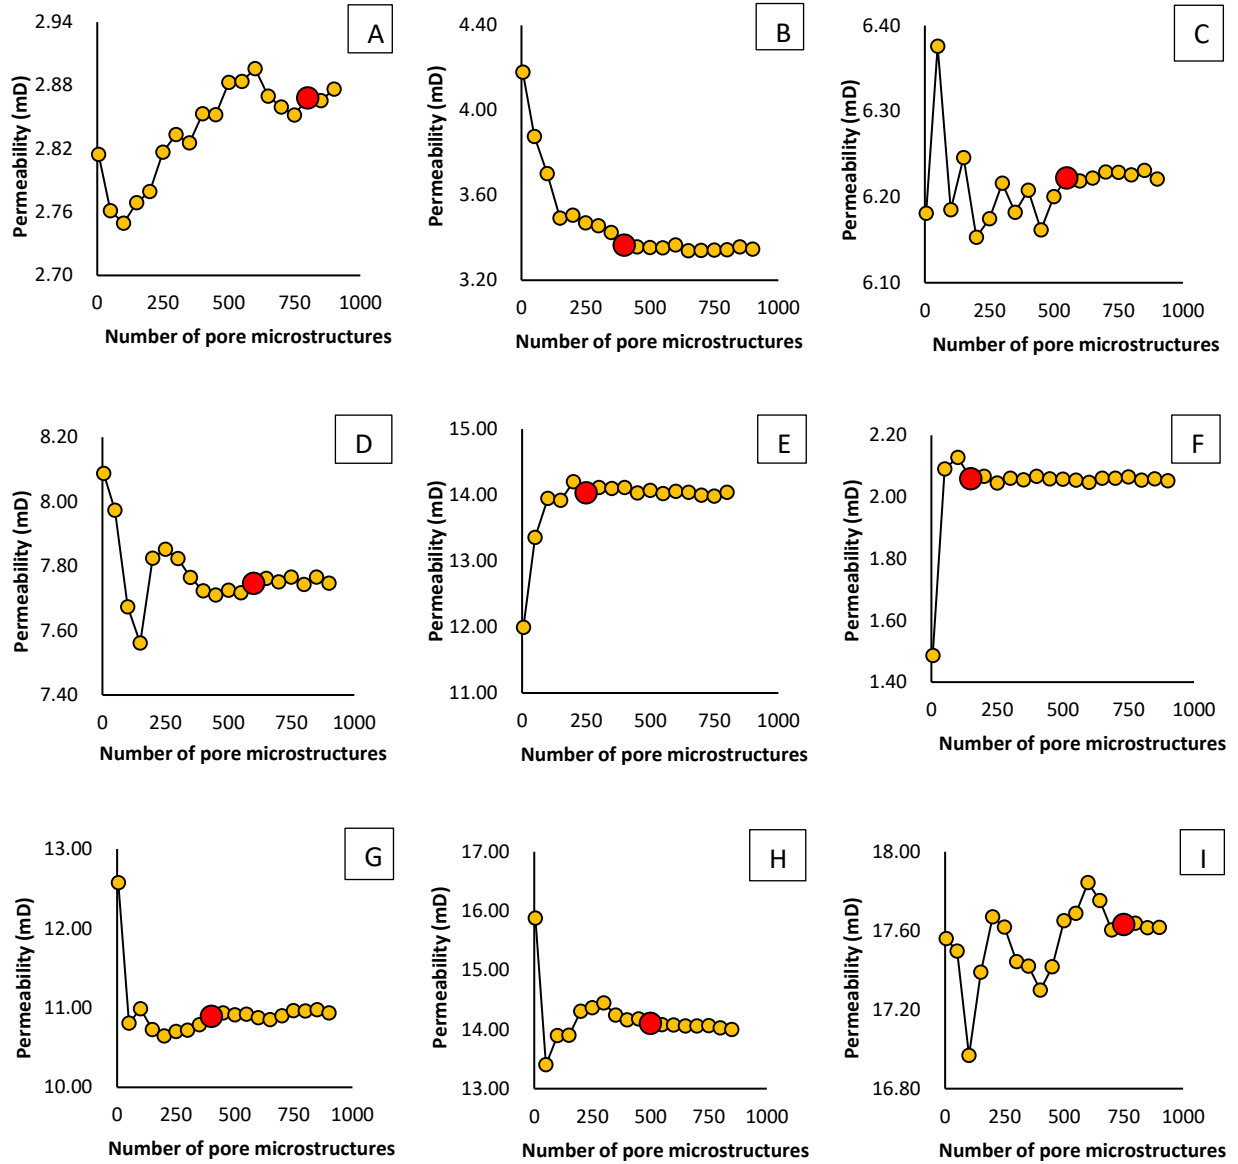 A
Permeability (mD)
2.94
2.88
2.82
2.76
2.70
0 250 500 750 1000
Number of pore microstructures
B
Permeability (mD)
4.40
4.00
3.60
3.20
0 250 500 750 1000
Number of pore microstructures
C
Permeability (mD)
6.40
6.30
6.20
6.10
0 250 500 750 1000
Number of pore microstructures
D
Permeability (mD)
8.20
8.00
7.80
7.60
7.40
0 250 500 750 1000
Number of pore microstructures
E
Permeability (mD)
15.00
14.00
13.00
12.00
11.00
0 250 500 750 1000
Number of pore microstructures
F
Permeability (mD)
2.20
2.00
1.80
1.60
1.40
0 250 500 750 1000
Number of pore microstructures
G
Permeability (mD)
13.00
12.00
11.00
10.00
0 250 500 750 1000
Number of pore microstructures
H
Permeability (mD)
17.00
16.00
15.00
14.00
13.00
0 250 500 750 1000
Number of pore microstructures
I
Permeability (mD)
18.00
17.60
17.20
16.80
0 250 500 750 1000
Number of pore microstructures